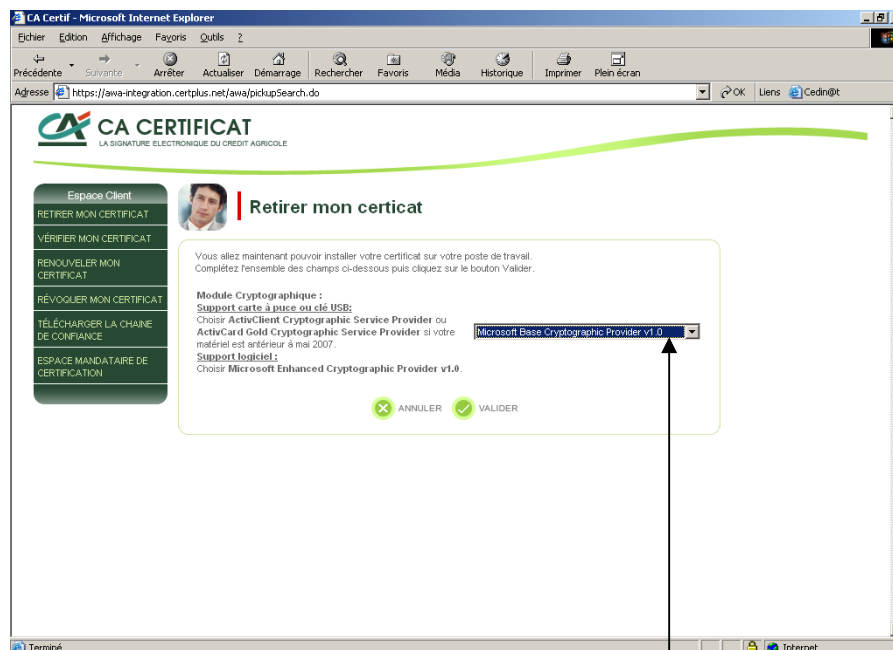 CA Certif - Microsoft Internet Explorer
Fichier Edition Affichage Favoris Outils ?
Précédente Suivante Arrêter Actualiser Démarrage Rechercher Favoris Média Historique Imprimer Plein écran
Adresse https://awa-integration.certplus.net/awa/pickupSearch.do OK Liens Cedin@t
CA CERTIFICAT
LA SIGNATURE ELECTRONIQUE DU CREDIT AGRICOLE
Espace Client
RETIRER MON CERTIFICAT
VÉRIFIER MON CERTIFICAT
RENOUVELER MON
CERTIFICAT
RÉVOQUER MON CERTIFICAT
TÉLÉCHARGER LA CHAINE
DE CONFIANCE
ESPACE MANDATAIRE DE
CERTIFICATION
Retirer mon certicat
Vous allez maintenant pouvoir installer votre certificat sur votre poste de travail.
Complétez l'ensemble des champs ci-dessous puis cliquez sur le bouton Valider.
Module Cryptographique :
Support carte à puce ou clé USB:
Choisir ActivClient Cryptographic Service Provider ou
ActivCard Gold Cryptographic Service Provider si votre
matériel est antérieur à mai 2007.
Support logiciel :
Choisir Microsoft Enhanced Cryptographic Provider v1.0.
Microsoft Base Cryptographic Provider v1.0
ANNULER VALIDER
Terminé Internet